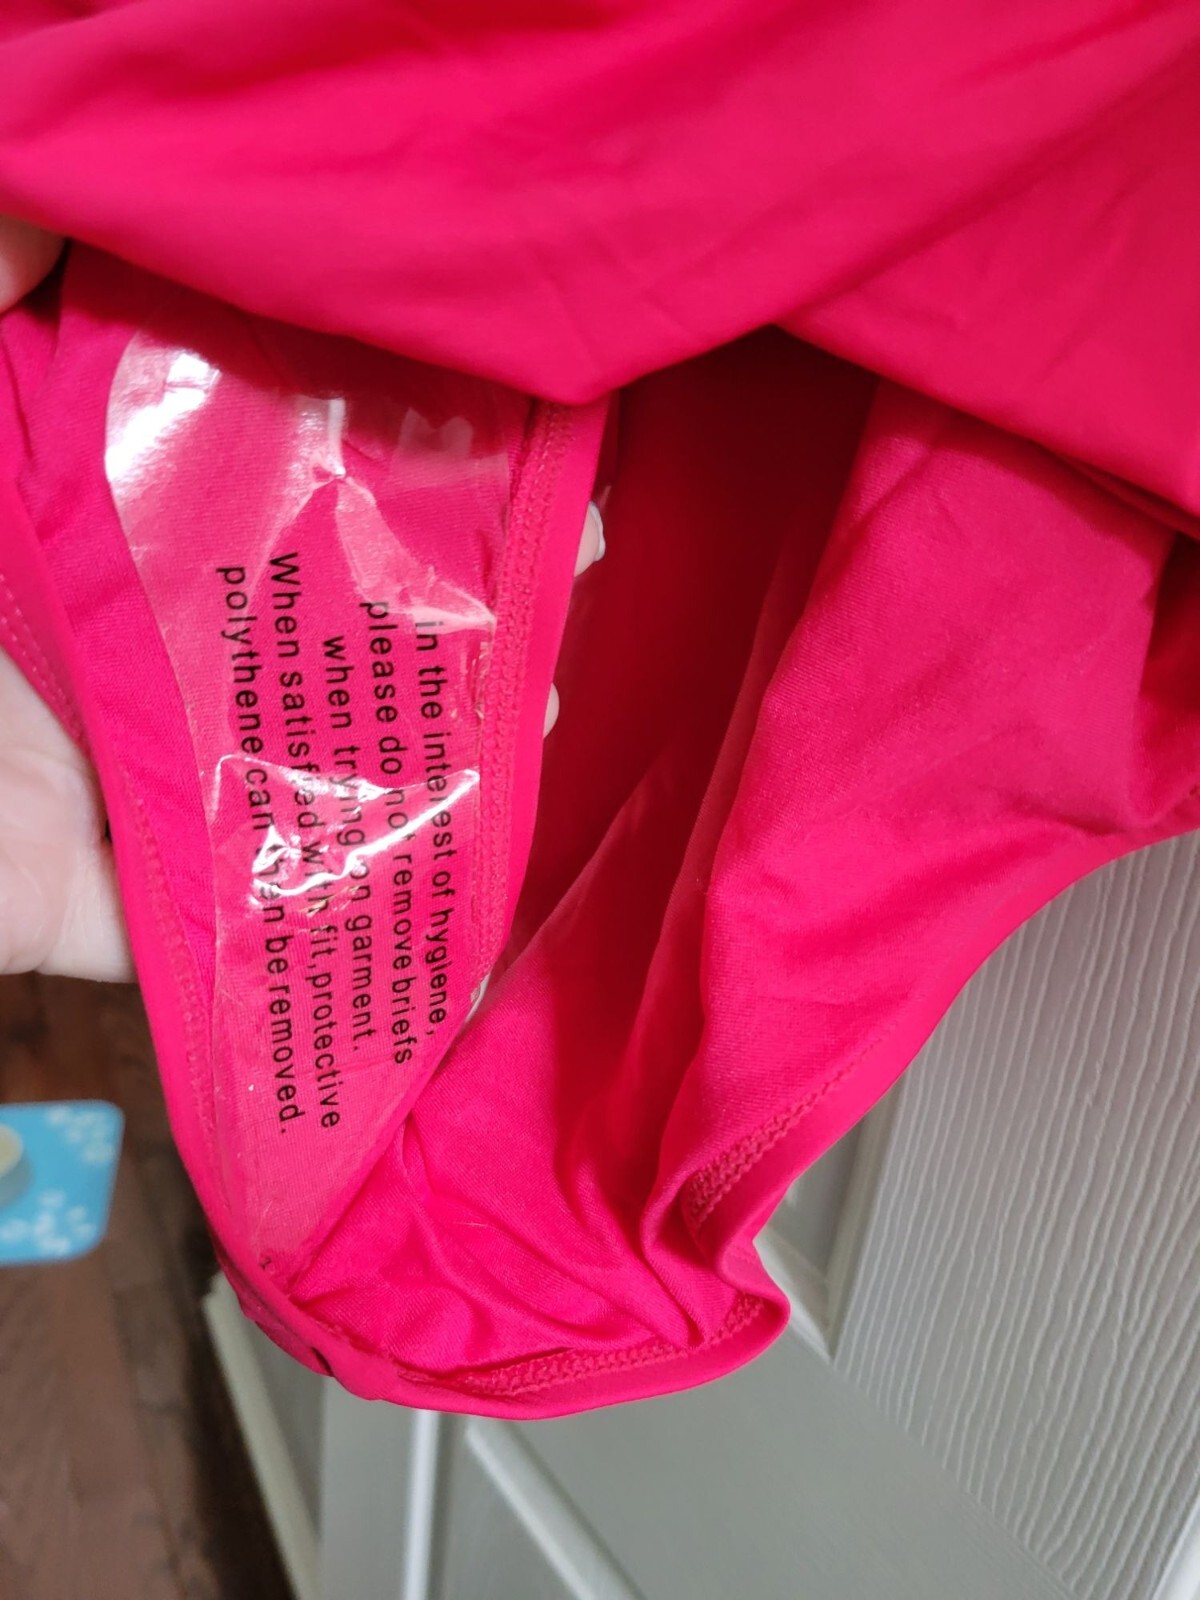 in the interest of hygiene,
please do not remove briefs
when trying on garment.
When satisfied with fit,protective
polythene can then be removed.